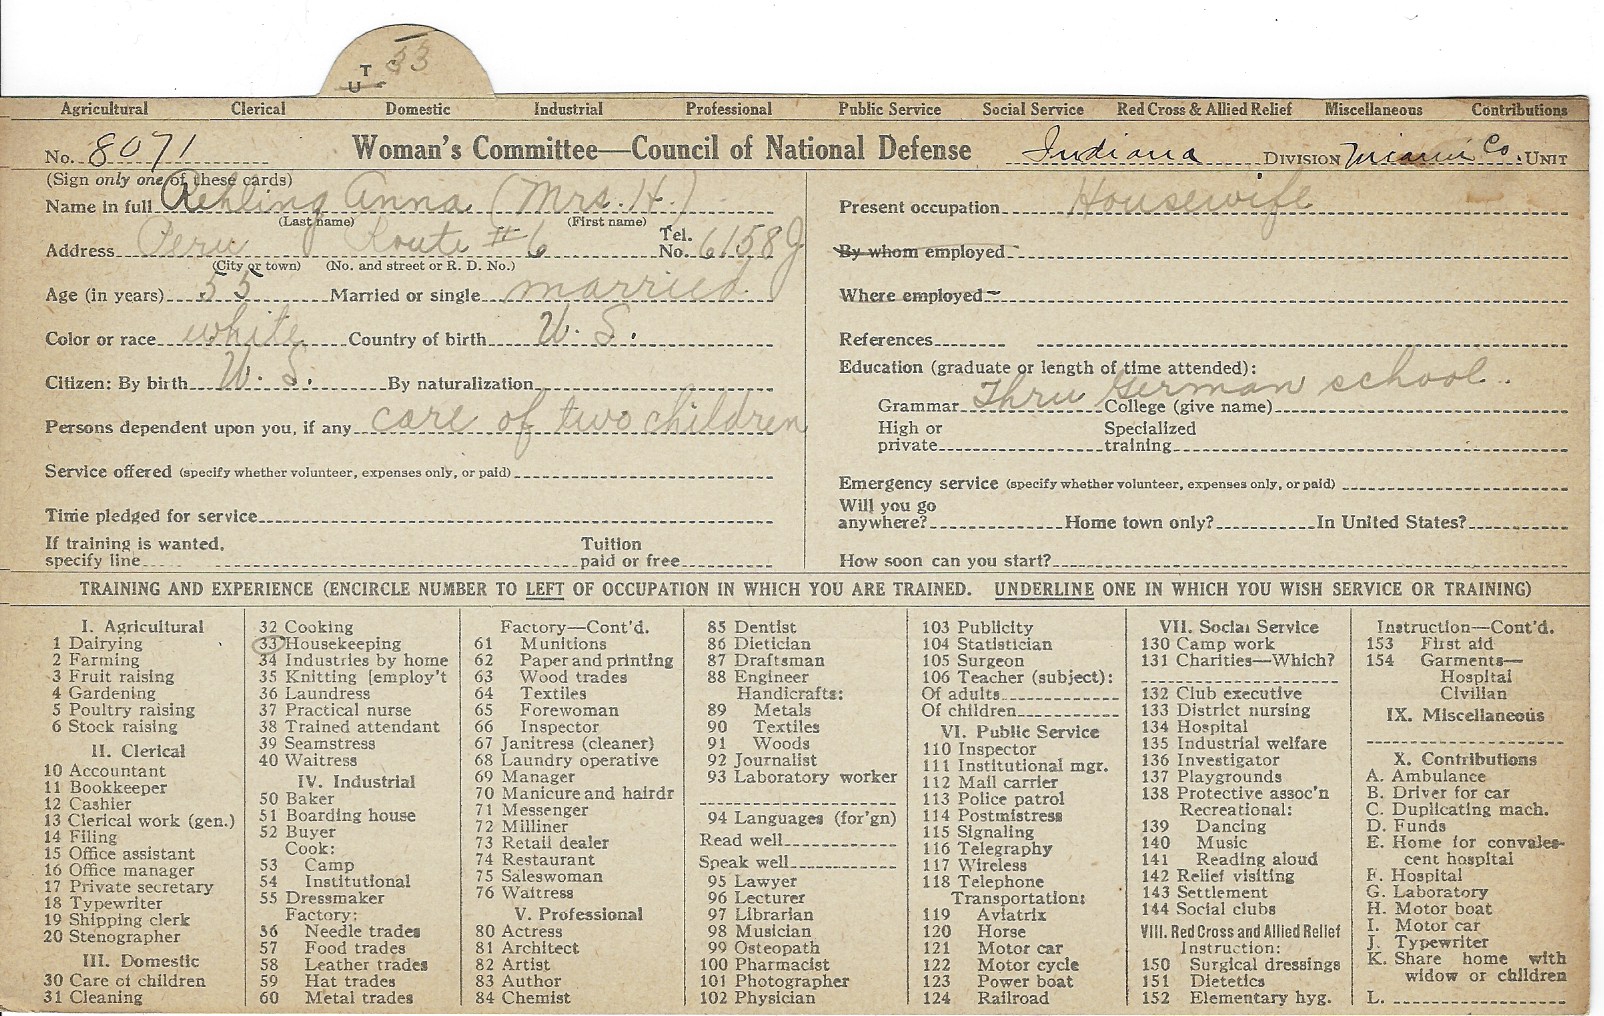 T 33
U
Agricultural Clerical Domestic Industrial Professional Public Service Social Service Red Cross & Allied Relief Miscellaneous Contributions
No. 8071 Woman's Committee—Council of National Defense Indiana DIVISION Miami Co. UNIT
(Sign only one of these cards)
Name in full Rehling Anna (Mrs. H.)
(Last name) (First name)
Address Peru Route #6 Tel. No. 6158J
(City or town) (No. and street or R. D. No.)
Age (in years) 55 Married or single married
Color or race white Country of birth U. S.
Citizen: By birth U. S. By naturalization
Persons dependent upon you, if any care of two children
Service offered (specify whether volunteer, expenses only, or paid)
Time pledged for service
If training is wanted, specify line Tuition paid or free
Present occupation Housewife
By whom employed
Where employed
References
Education (graduate or length of time attended):
Thru German school
Grammar College (give name)
High or private Specialized training
Emergency service (specify whether volunteer, expenses only, or paid)
Will you go anywhere? Home town only? In United States?
How soon can you start?
TRAINING AND EXPERIENCE (ENCIRCLE NUMBER TO LEFT OF OCCUPATION IN WHICH YOU ARE TRAINED. UNDERLINE ONE IN WHICH YOU WISH SERVICE OR TRAINING)
I. Agricultural
1 Dairying
2 Farming
3 Fruit raising
4 Gardening
5 Poultry raising
6 Stock raising
II. Clerical
10 Accountant
11 Bookkeeper
12 Cashier
13 Clerical work (gen.)
14 Filing
15 Office assistant
16 Office manager
17 Private secretary
18 Typewriter
19 Shipping clerk
20 Stenographer
III. Domestic
30 Care of children
31 Cleaning
32 Cooking
33 Housekeeping
34 Industries by home
35 Knitting [employ't
36 Laundress
37 Practical nurse
38 Trained attendant
39 Seamstress
40 Waitress
IV. Industrial
50 Baker
51 Boarding house
52 Buyer
Cook:
53 Camp
54 Institutional
55 Dressmaker
Factory:
56 Needle trades
57 Food trades
58 Leather trades
59 Hat trades
60 Metal trades
Factory—Cont'd.
61 Munitions
62 Paper and printing
63 Wood trades
64 Textiles
65 Forewoman
66 Inspector
67 Janitress (cleaner)
68 Laundry operative
69 Manager
70 Manicure and hairdr
71 Messenger
72 Milliner
73 Retail dealer
74 Restaurant
75 Saleswoman
76 Waitress
V. Professional
80 Actress
81 Architect
82 Artist
83 Author
84 Chemist
85 Dentist
86 Dietician
87 Draftsman
88 Engineer
Handicrafts:
89 Metals
90 Textiles
91 Woods
92 Journalist
93 Laboratory worker
94 Languages (for'gn)
Read well
Speak well
95 Lawyer
96 Lecturer
97 Librarian
98 Musician
99 Osteopath
100 Pharmacist
101 Photographer
102 Physician
103 Publicity
104 Statistician
105 Surgeon
106 Teacher (subject):
Of adults
Of children
VI. Public Service
110 Inspector
111 Institutional mgr.
112 Mail carrier
113 Police patrol
114 Postmistress
115 Signaling
116 Telegraphy
117 Wireless
118 Telephone
Transportation:
119 Aviatrix
120 Horse
121 Motor car
122 Motor cycle
123 Power boat
124 Railroad
VII. Social Service
130 Camp work
131 Charities—Which?
132 Club executive
133 District nursing
134 Hospital
135 Industrial welfare
136 Investigator
137 Playgrounds
138 Protective assoc'n
Recreational:
139 Dancing
140 Music
141 Reading aloud
142 Relief visiting
143 Settlement
144 Social clubs
VIII. Red Cross and Allied Relief
Instruction:
150 Surgical dressings
151 Dietetics
152 Elementary hyg.
Instruction—Cont'd.
153 First aid
154 Garments—
Hospital
Civilian
IX. Miscellaneous
X. Contributions
A. Ambulance
B. Driver for car
C. Duplicating mach.
D. Funds
E. Home for convales-
cent hospital
F. Hospital
G. Laboratory
H. Motor boat
I. Motor car
J. Typewriter
K. Share home with
widow or children
L.